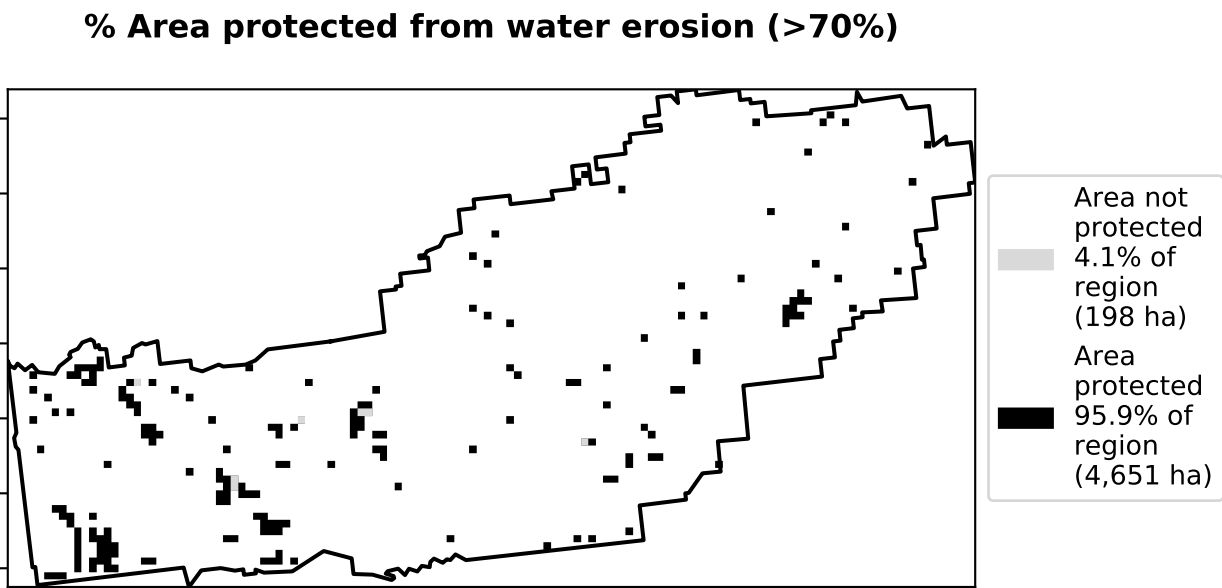 % Area protected from water erosion (>70%)
Area not
protected
4.1% of
region
(198 ha)
Area
protected
95.9% of
region
(4,651 ha)